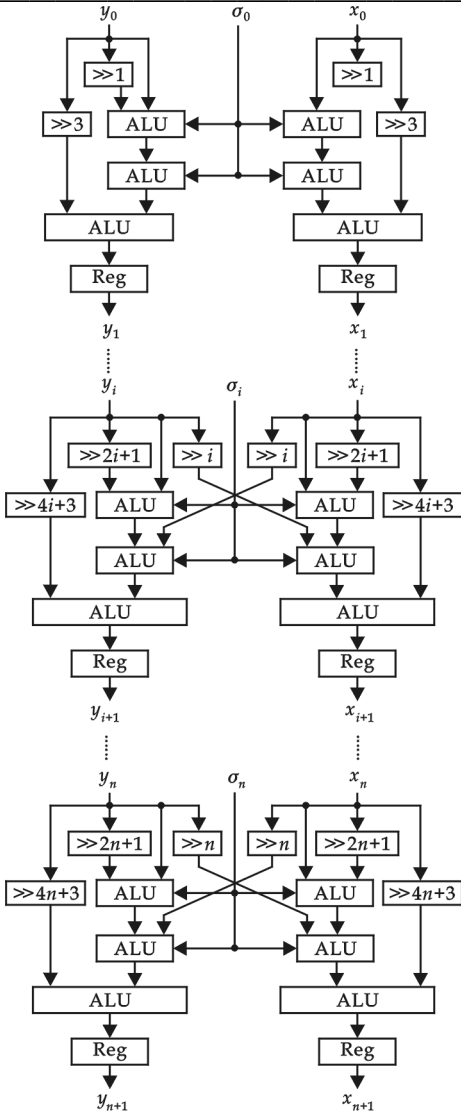 y₀ σ₀ x₀
>>1 >>1
>>3 ALU ALU >>3
ALU ALU
ALU ALU
Reg Reg
y₁ x₁
yᵢ σᵢ xᵢ
>>2i+1 >>i >>i >>2i+1
>>4i+3 ALU ALU >>4i+3
ALU ALU
ALU ALU
Reg Reg
yᵢ₊₁ xᵢ₊₁
yₙ σₙ xₙ
>>2n+1 >>n >>n >>2n+1
>>4n+3 ALU ALU >>4n+3
ALU ALU
ALU ALU
Reg Reg
yₙ₊₁ xₙ₊₁